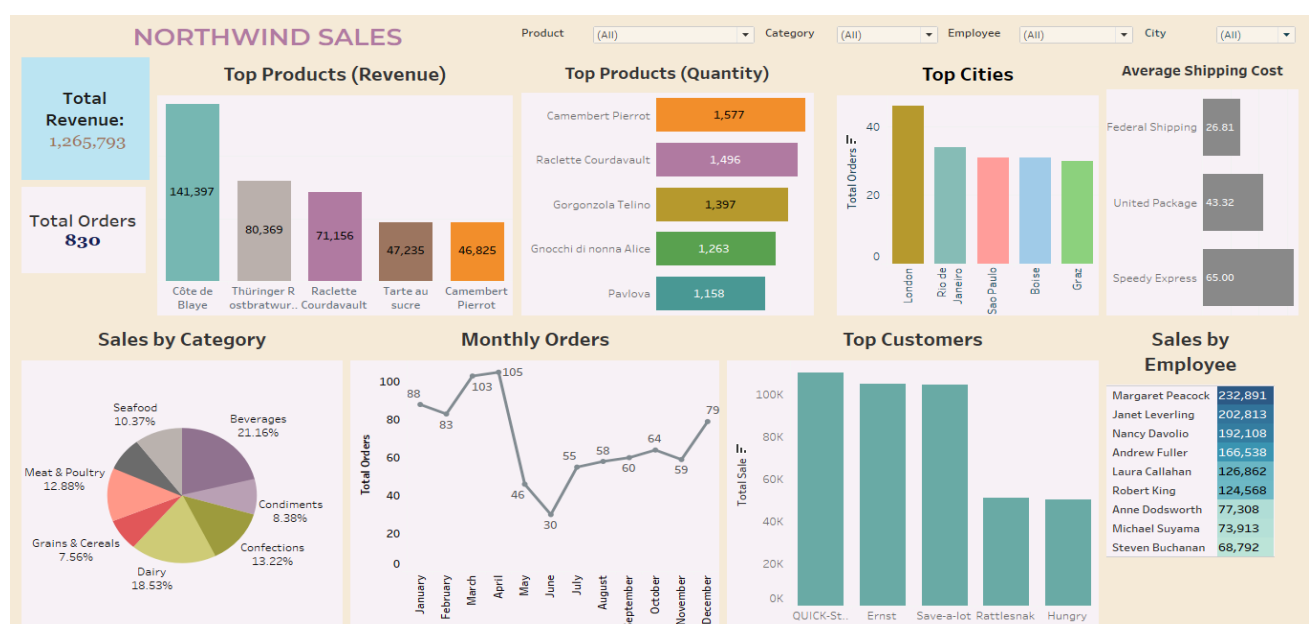 NORTHWIND SALES
Product
(All)
Category
(All)
Employee
(All)
City
(All)
Total
Revenue:
1,265,793
Total Orders
830
Top Products (Revenue)
141,397
80,369
71,156
47,235
46,825
Côte de
Blaye
Thüringer R
ostbratwur..
Raclette
Courdavault
Tarte au
sucre
Camembert
Pierrot
Top Products (Quantity)
Camembert Pierrot
1,577
Raclette Courdavault
1,496
Gorgonzola Telino
1,397
Gnocchi di nonna Alice
1,263
Pavlova
1,158
Top Cities
Total Orders
40
20
0
London
Rio de
Janeiro
Sao Paulo
Boise
Graz
Average Shipping Cost
Federal Shipping
26.81
United Package
43.32
Speedy Express
65.00
Sales by Category
Seafood
10.37%
Beverages
21.16%
Meat & Poultry
12.88%
Condiments
8.38%
Grains & Cereals
7.56%
Confections
13.22%
Dairy
18.53%
Monthly Orders
Total Orders
100
80
60
40
20
0
88
83
103
105
46
30
55
58
60
64
59
79
January
February
March
April
May
June
July
August
eptember
October
November
December
Top Customers
Total Sale
100K
80K
60K
40K
20K
0K
QUICK-St..
Ernst
Save-a-lot
Rattlesnak
Hungry
Sales by
Employee
Margaret Peacock 232,891
Janet Leverling 202,813
Nancy Davolio 192,108
Andrew Fuller 166,538
Laura Callahan 126,862
Robert King 124,568
Anne Dodsworth 77,308
Michael Suyama 73,913
Steven Buchanan 68,792